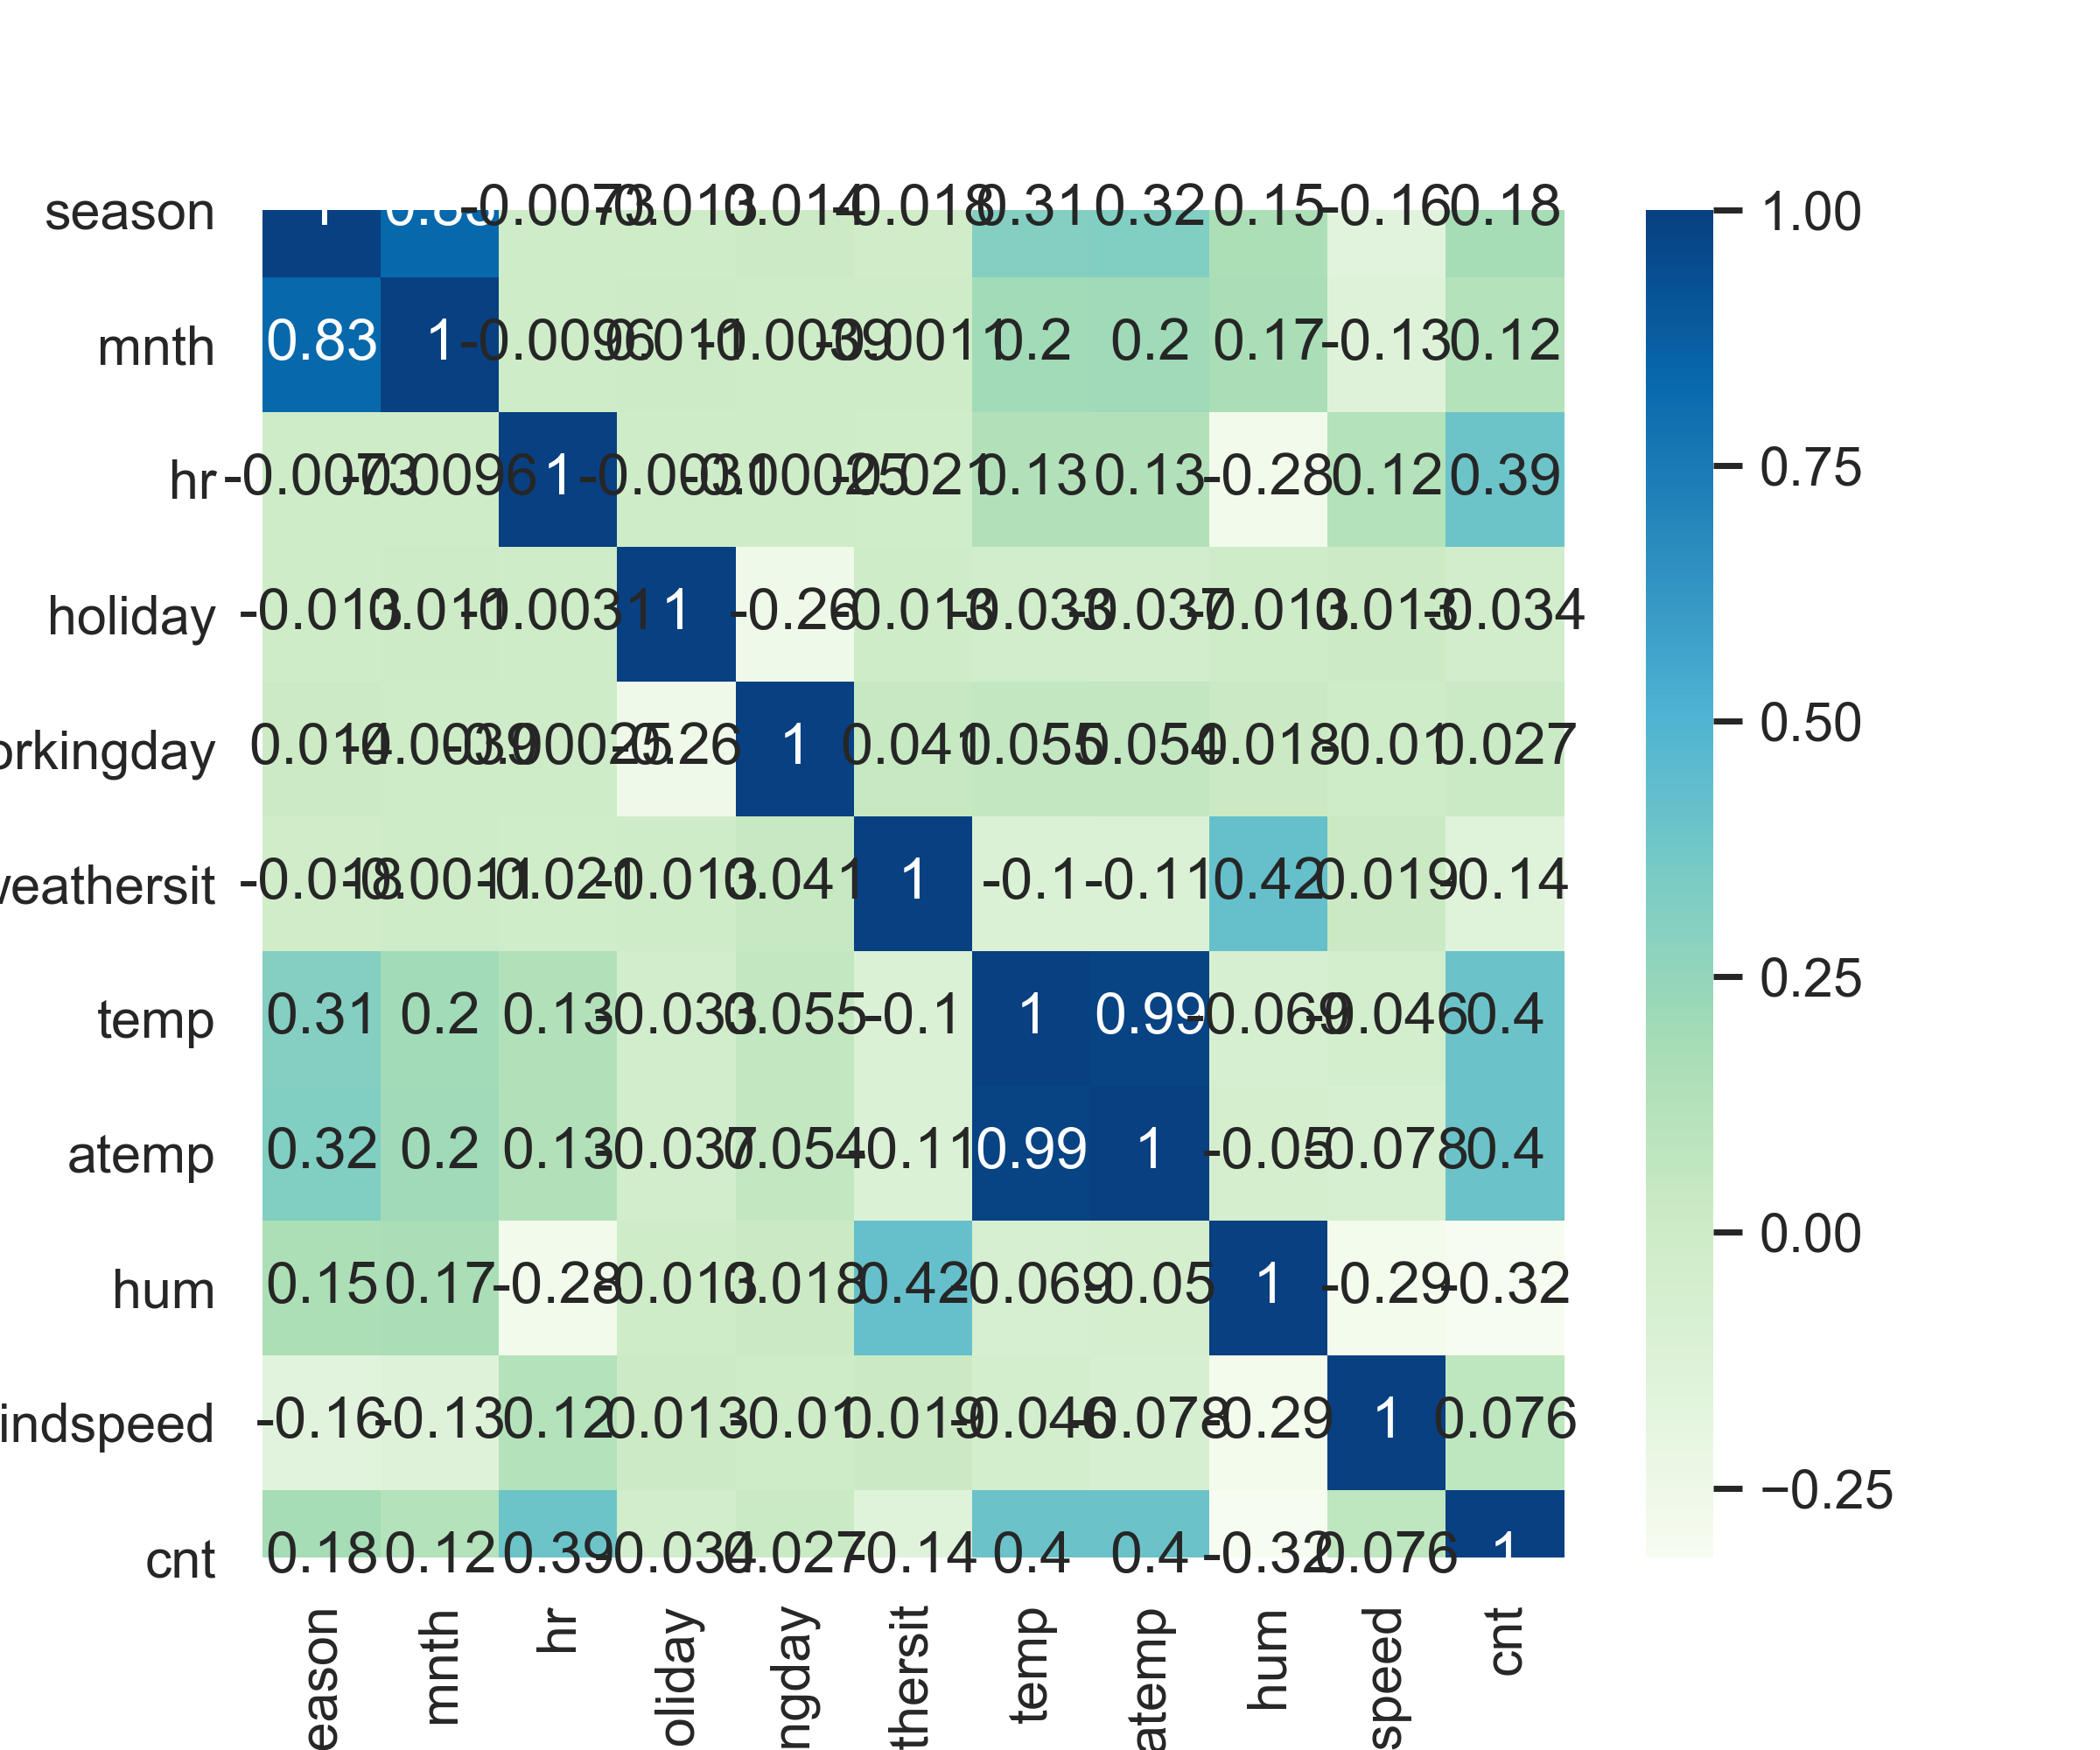 season 1 0.83 -0.0073 -0.013 0.014 -0.018 0.31 0.32 0.15 -0.16 0.18
mnth 0.83 1 -0.0096 0.011 -0.0039 -0.0011 0.2 0.2 0.17 -0.13 0.12
hr -0.0073 -0.0096 1 -0.0031 0.00025 -0.021 0.13 0.13 -0.28 0.12 0.39
holiday -0.013 0.011 -0.0031 1 -0.26 -0.013 -0.033 -0.037 -0.013 0.013 -0.034
orkingday 0.014 -0.0039 0.00025 -0.26 1 0.041 0.055 0.054 0.018 -0.01 0.027
weathersit -0.018 -0.0011 -0.021 -0.013 0.041 1 -0.1 -0.11 0.42 0.019 -0.14
temp 0.31 0.2 0.13 -0.033 0.055 -0.1 1 0.99 -0.069 -0.046 0.4
atemp 0.32 0.2 0.13 -0.037 0.054 -0.11 0.99 1 -0.05 -0.078 0.4
hum 0.15 0.17 -0.28 -0.013 0.018 0.42 -0.069 -0.05 1 -0.29 -0.32
indspeed -0.16 -0.13 0.12 0.013 -0.01 0.019 -0.046 -0.078 -0.29 1 0.076
cnt 0.18 0.12 0.39 -0.034 0.027 -0.14 0.4 0.4 -0.32 0.076 1
eason
mnth
hr
oliday
ngday
thersit
temp
atemp
hum
speed
cnt
1.00
0.75
0.50
0.25
0.00
−0.25